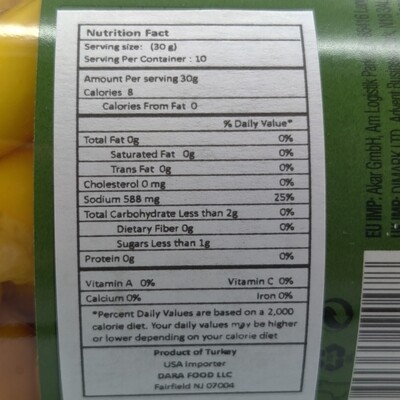 Nutrition Fact
Serving size: (30 g)
Serving Per Container : 10
Amount Per serving 30g
Calories 8
Calories From Fat 0
% Daily Value*
Total Fat 0g 0%
Saturated Fat 0g 0%
Trans Fat 0g 0%
Cholesterol 0 mg 0%
Sodium 588 mg 25%
Total Carbohydrate Less than 2g 0%
Dietary Fiber 0g 0%
Sugars Less than 1g
Protein 0g 0%
Vitamin A 0% Vitamin C 0%
Calcium 0% Iron 0%
*Percent Daily Values are based on a 2,000
calorie diet. Your daily values may be higher
or lower depending on your calorie diet
Product of Turkey
USA Importer
DARA FOOD LLC
Fairfield NJ 07004
EU IMP: Akar GmbH, Am Logistik